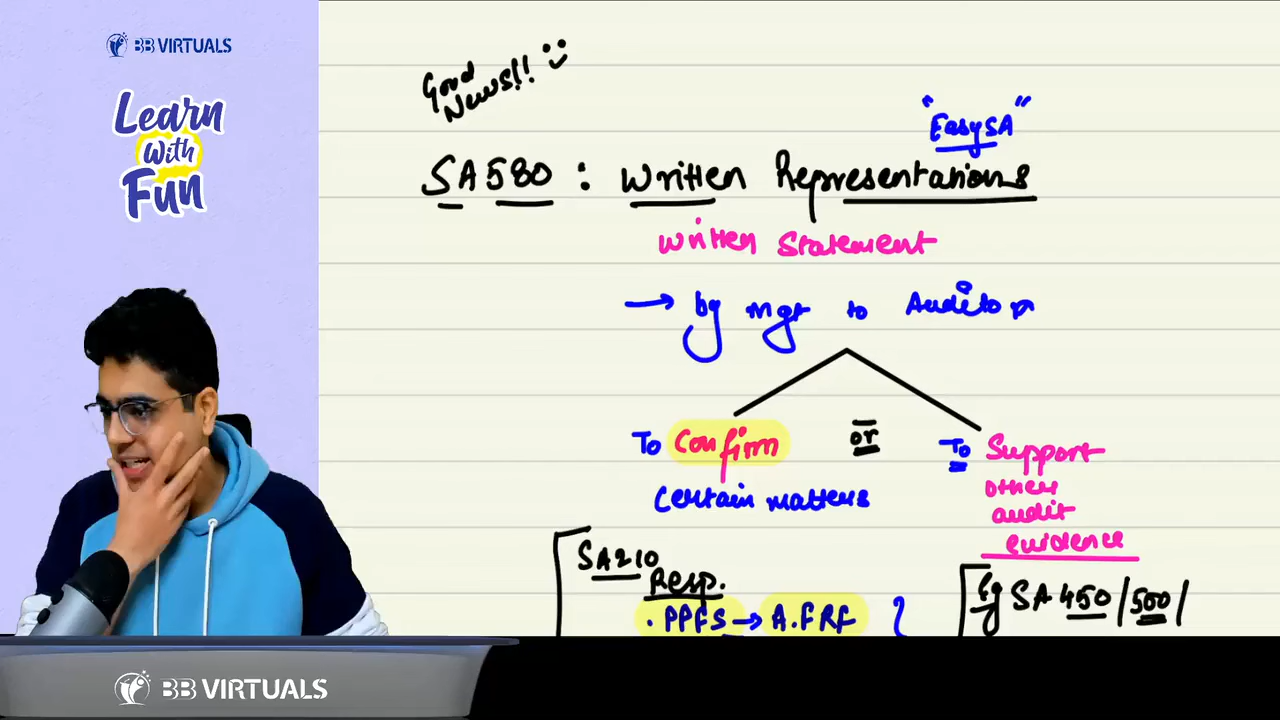 BB VIRTUALS
Learn
With
Fun
Good
News!!
"Easy SA"
SA 580 : Written Representations
Written Statement
→ by mgt to Auditor
To Confirm
or
To Support
Certain matters
other
audit
evidence
SA210
Resp.
. PPFS → A.FRF
Eg SA 450/500/
BB VIRTUALS